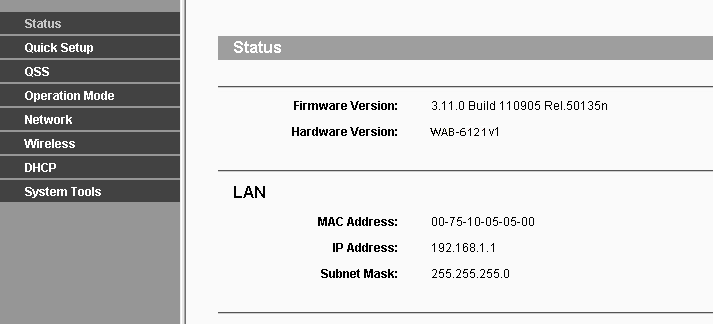 Status
Quick Setup
QSS
Operation Mode
Network
Wireless
DHCP
System Tools
Status
Firmware Version: 3.11.0 Build 110905 Rel.50135n
Hardware Version: WAB-6121 v1
LAN
MAC Address: 00-75-10-05-05-00
IP Address: 192.168.1.1
Subnet Mask: 255.255.255.0